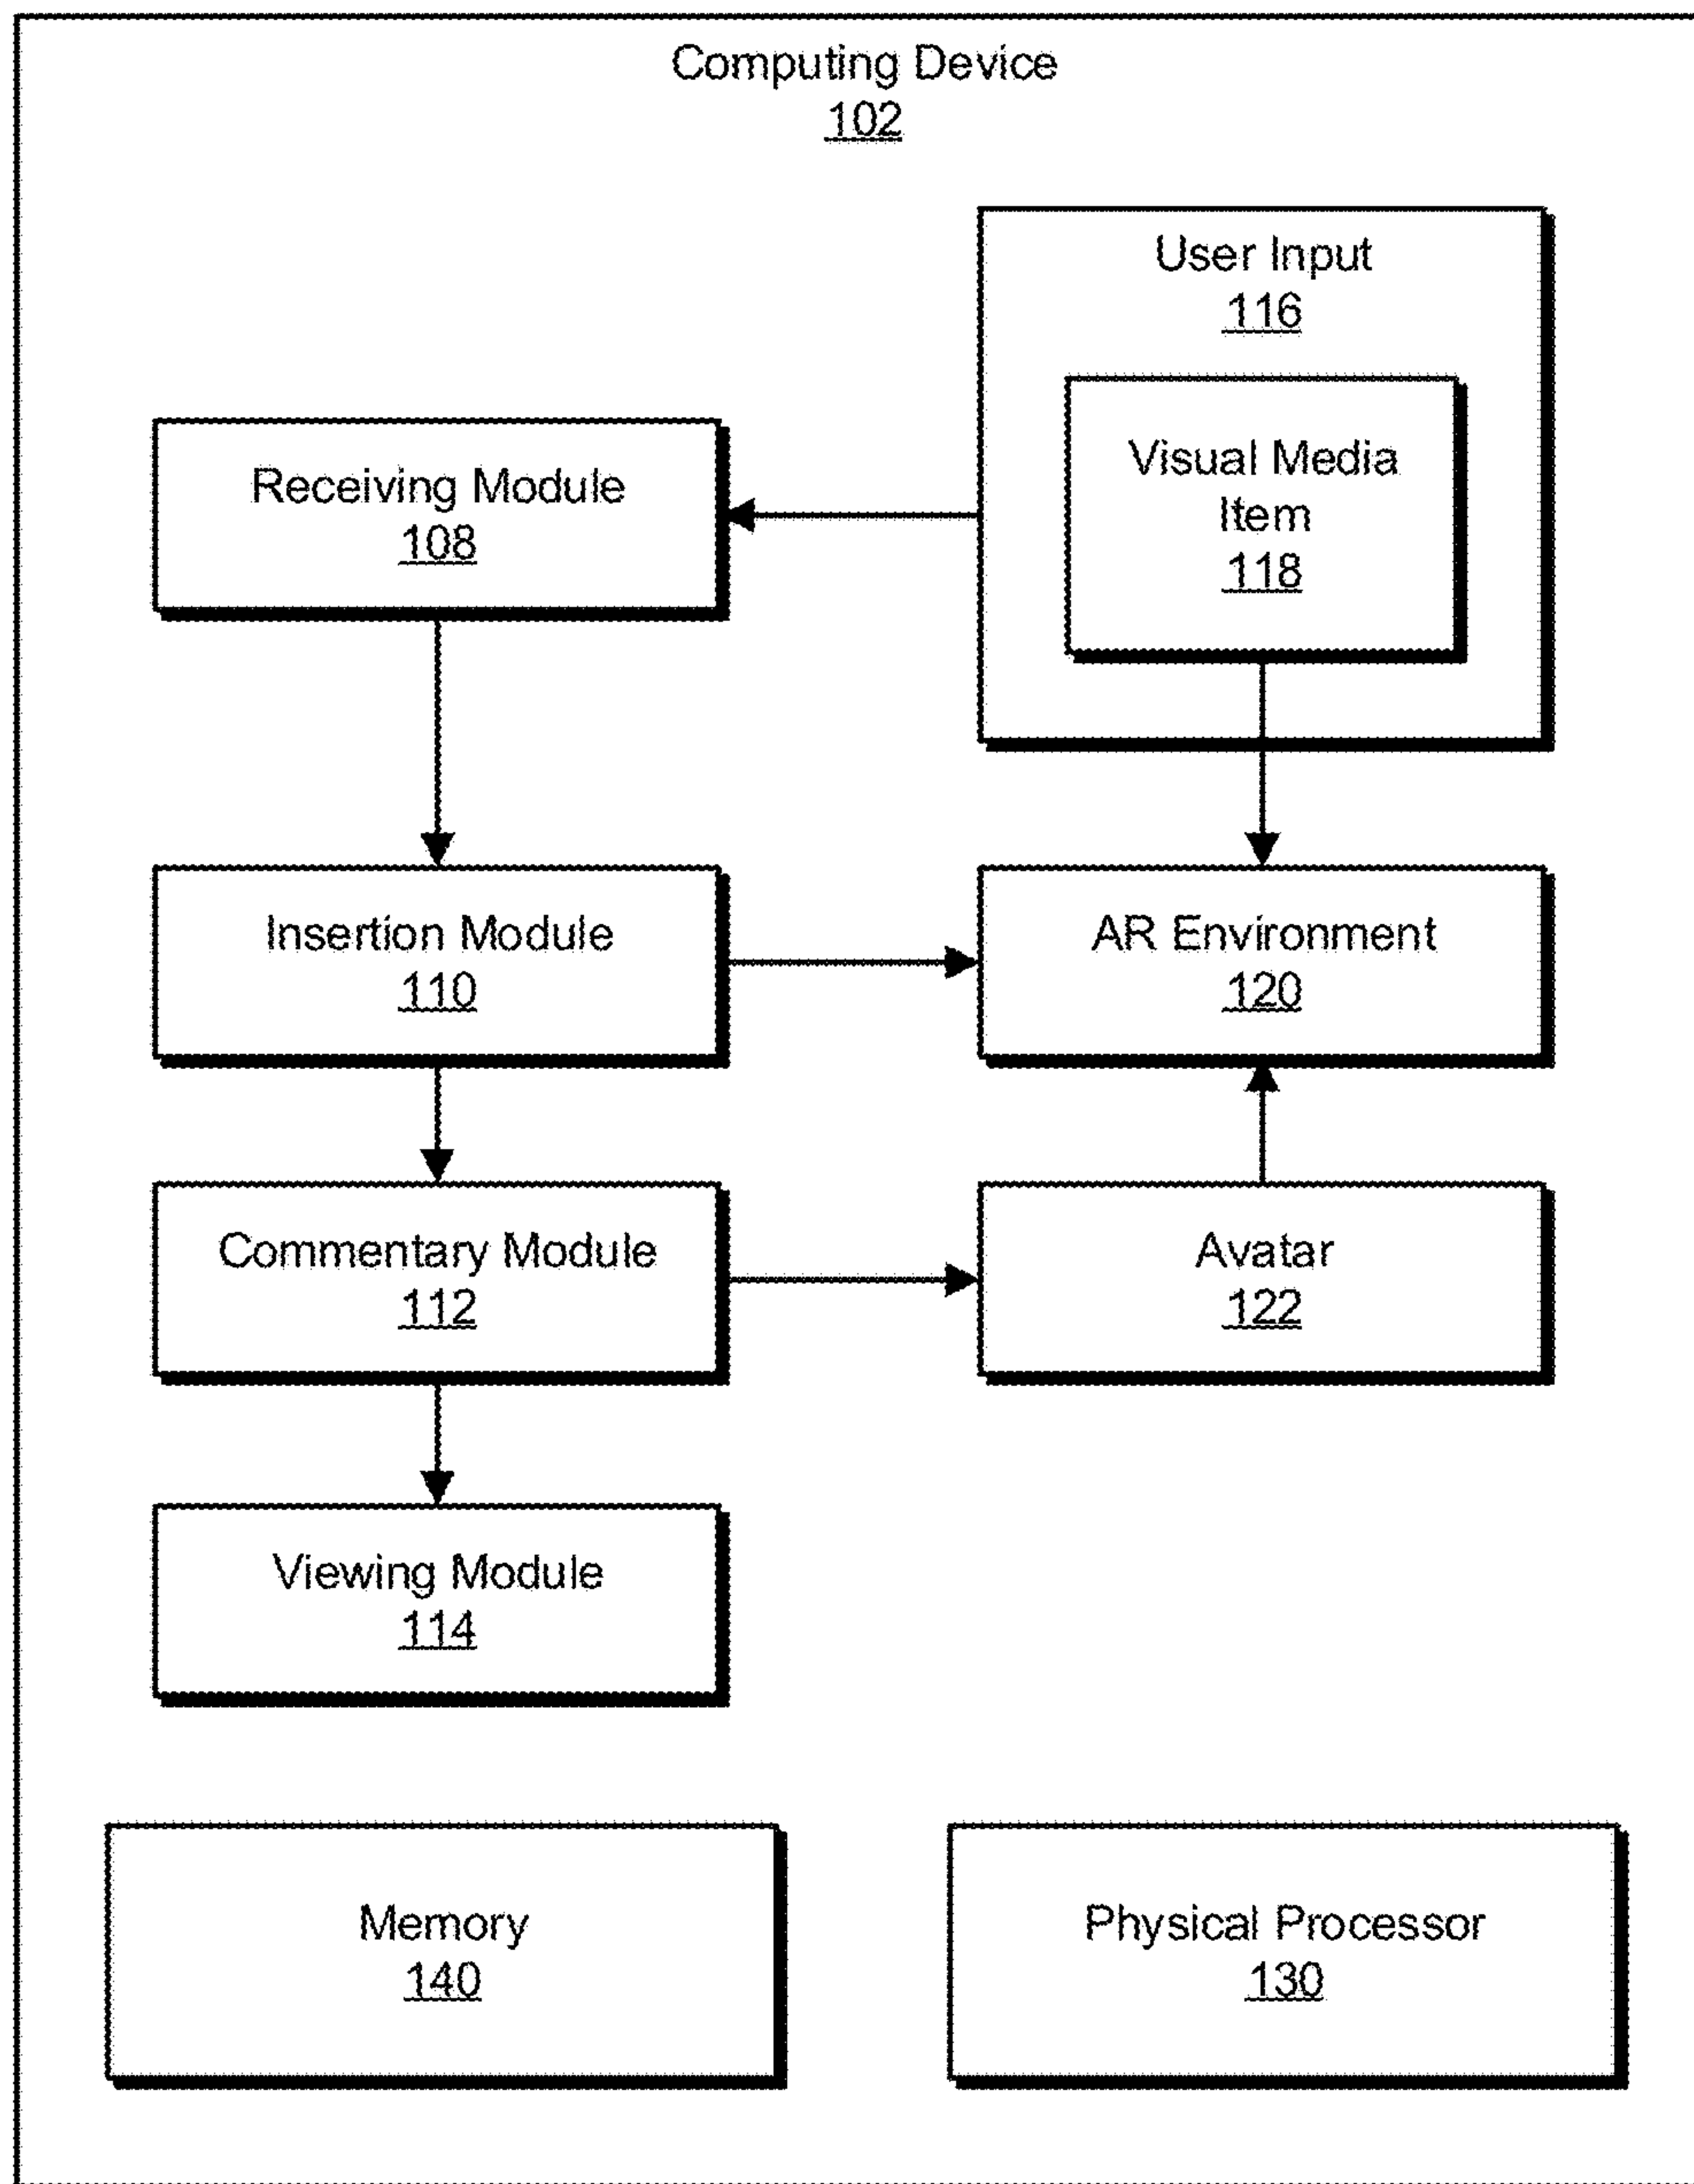 Computing Device
102
User Input
116
Visual Media
Item
118
Receiving Module
108
Insertion Module
110
AR Environment
120
Commentary Module
112
Avatar
122
Viewing Module
114
Memory
140
Physical Processor
130